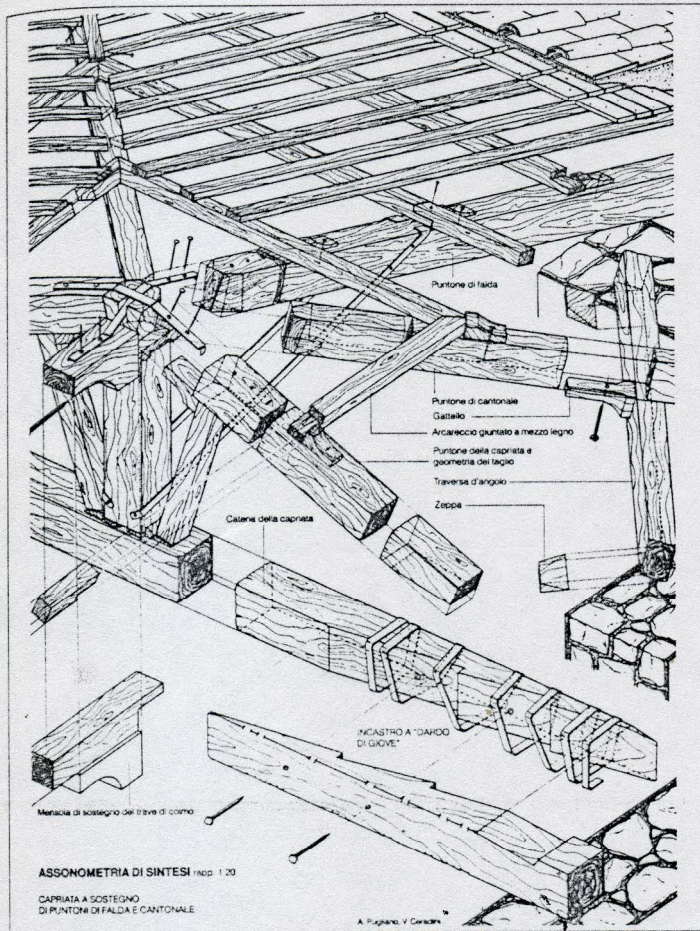 Puntone di falda
Puntone di cantonale
Gattello
Arcareccio giuntato a mezzo legno
Puntone della capriata e
geometria del taglio
Traversa d'angolo
Zeppa
Catena della capriata
INCASTRO A "DARDO
DI GIOVE"
Mensola di sostegno del trave di colmo
ASSONOMETRIA DI SINTESI rapp. 1:20
CAPRIATA A SOSTEGNO
DI PUNTONI DI FALDA E CANTONALE
A. Pugliano, V. Ceradini